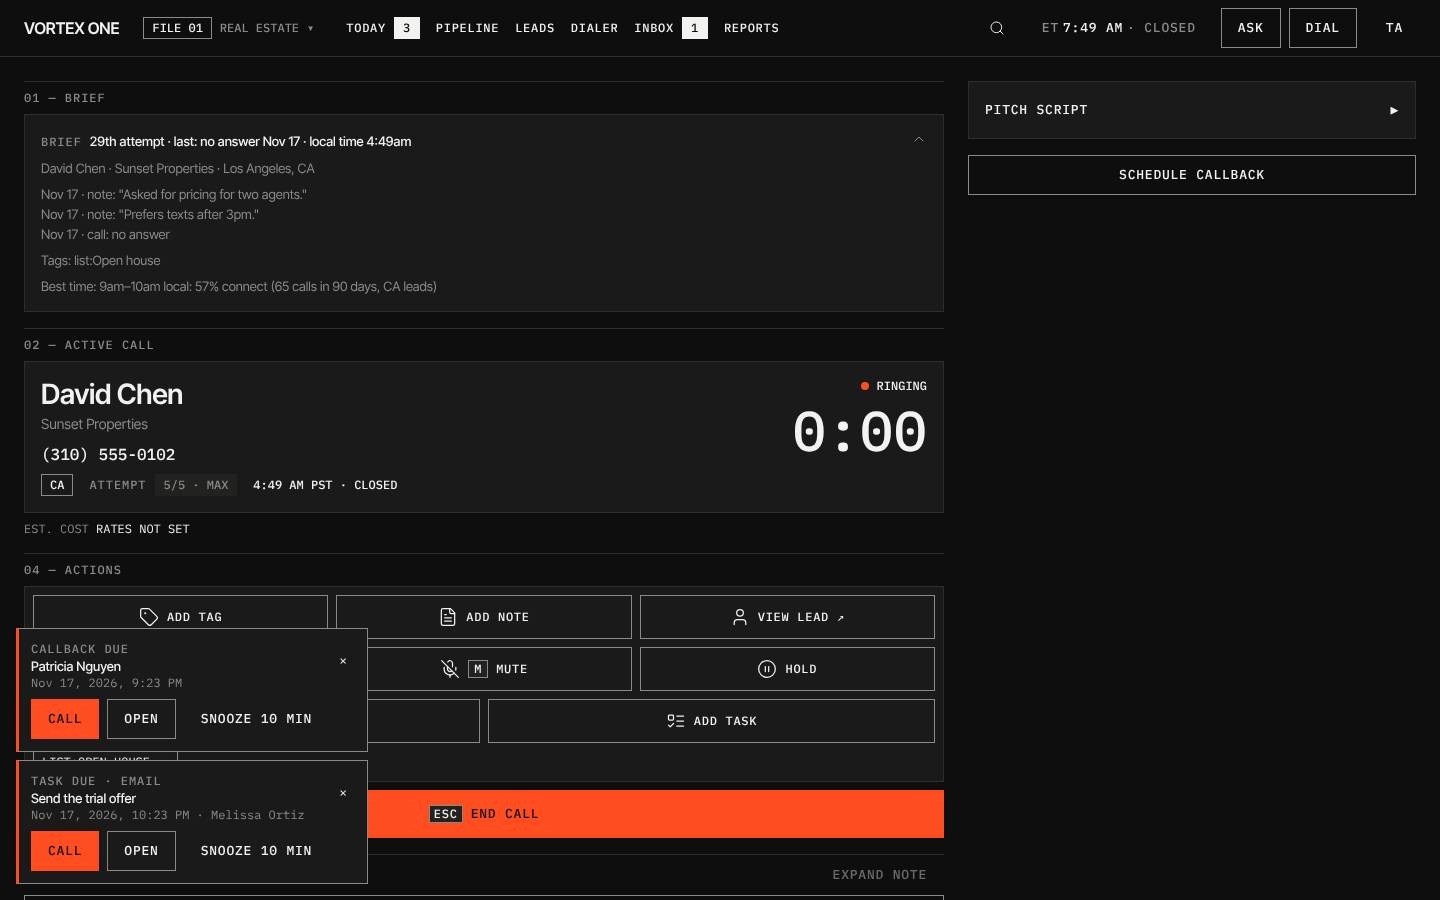 VORTEX ONE FILE 01 REAL ESTATE ▾ TODAY 3 PIPELINE LEADS DIALER INBOX 1 REPORTS ET 7:49 AM · CLOSED ASK DIAL TA
01 — BRIEF
BRIEF 29th attempt · last: no answer Nov 17 · local time 4:49am
David Chen · Sunset Properties · Los Angeles, CA
Nov 17 · note: "Asked for pricing for two agents."
Nov 17 · note: "Prefers texts after 3pm."
Nov 17 · call: no answer
Tags: list:Open house
Best time: 9am–10am local: 57% connect (65 calls in 90 days, CA leads)
PITCH SCRIPT ▶
SCHEDULE CALLBACK
02 — ACTIVE CALL
David Chen
Sunset Properties
(310) 555-0102
CA ATTEMPT 5/5 · MAX 4:49 AM PST · CLOSED
RINGING
0:00
EST. COST RATES NOT SET
04 — ACTIONS
ADD TAG ADD NOTE VIEW LEAD ↗
M MUTE HOLD
ADD TASK
CALLBACK DUE
Patricia Nguyen ×
Nov 17, 2026, 9:23 PM
CALL OPEN SNOOZE 10 MIN
TASK DUE · EMAIL
Send the trial offer ×
Nov 17, 2026, 10:23 PM · Melissa Ortiz
CALL OPEN SNOOZE 10 MIN
ESC END CALL
EXPAND NOTE